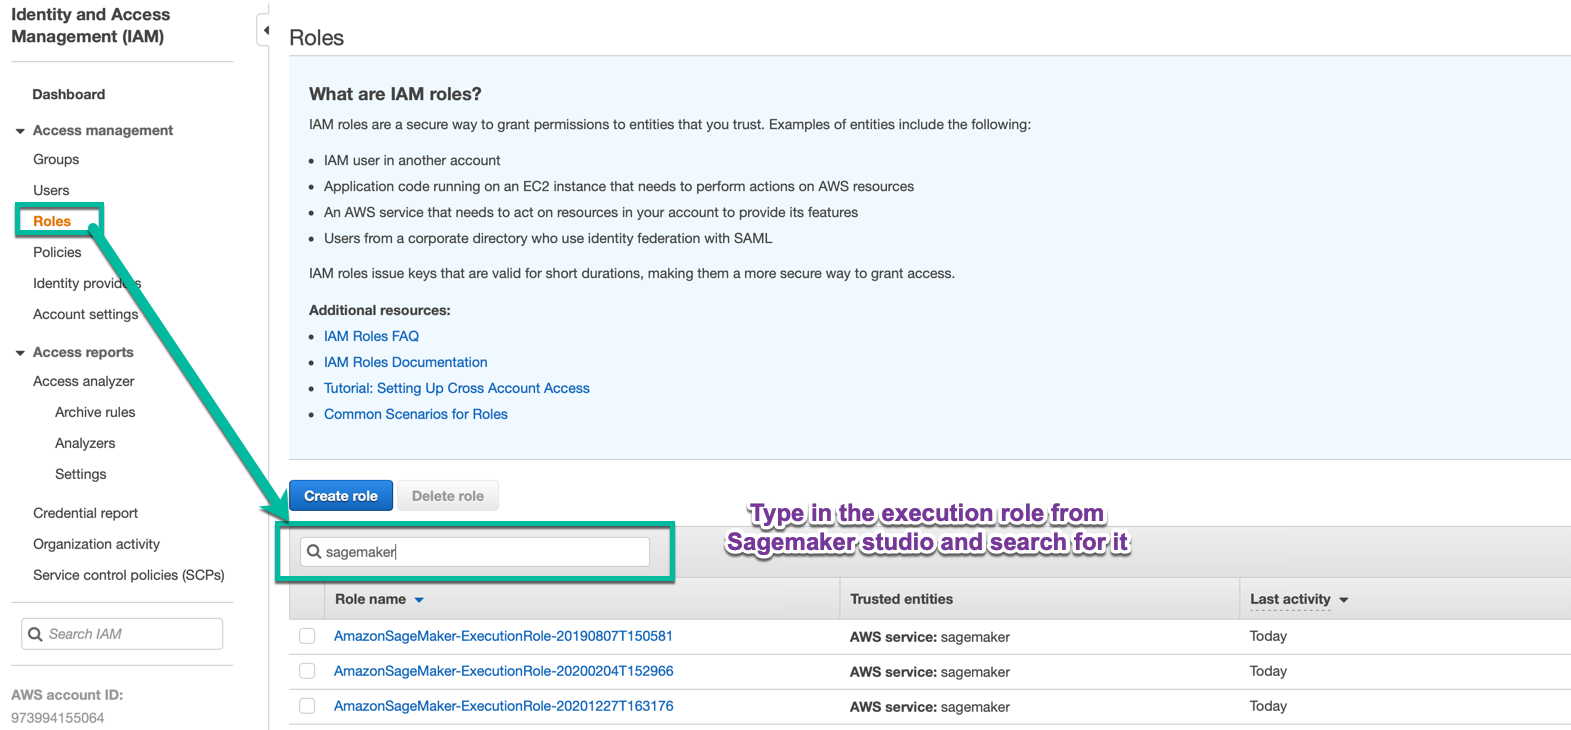 Identity and Access
Management (IAM)
Dashboard
Access management
Groups
Users
Roles
Policies
Identity providers
Account settings
Access reports
Access analyzer
Archive rules
Analyzers
Settings
Credential report
Organization activity
Service control policies (SCPs)
Search IAM
AWS account ID:
973994155064
Roles
What are IAM roles?
IAM roles are a secure way to grant permissions to entities that you trust. Examples of entities include the following:
IAM user in another account
Application code running on an EC2 instance that needs to perform actions on AWS resources
An AWS service that needs to act on resources in your account to provide its features
Users from a corporate directory who use identity federation with SAML
IAM roles issue keys that are valid for short durations, making them a more secure way to grant access.
Additional resources:
IAM Roles FAQ
IAM Roles Documentation
Tutorial: Setting Up Cross Account Access
Common Scenarios for Roles
Create role Delete role
Type in the execution role from
Sagemaker studio and search for it
sagemaker
Role name Trusted entities Last activity
AmazonSageMaker-ExecutionRole-20190807T150581 AWS service: sagemaker Today
AmazonSageMaker-ExecutionRole-20200204T152966 AWS service: sagemaker Today
AmazonSageMaker-ExecutionRole-20201227T163176 AWS service: sagemaker Today